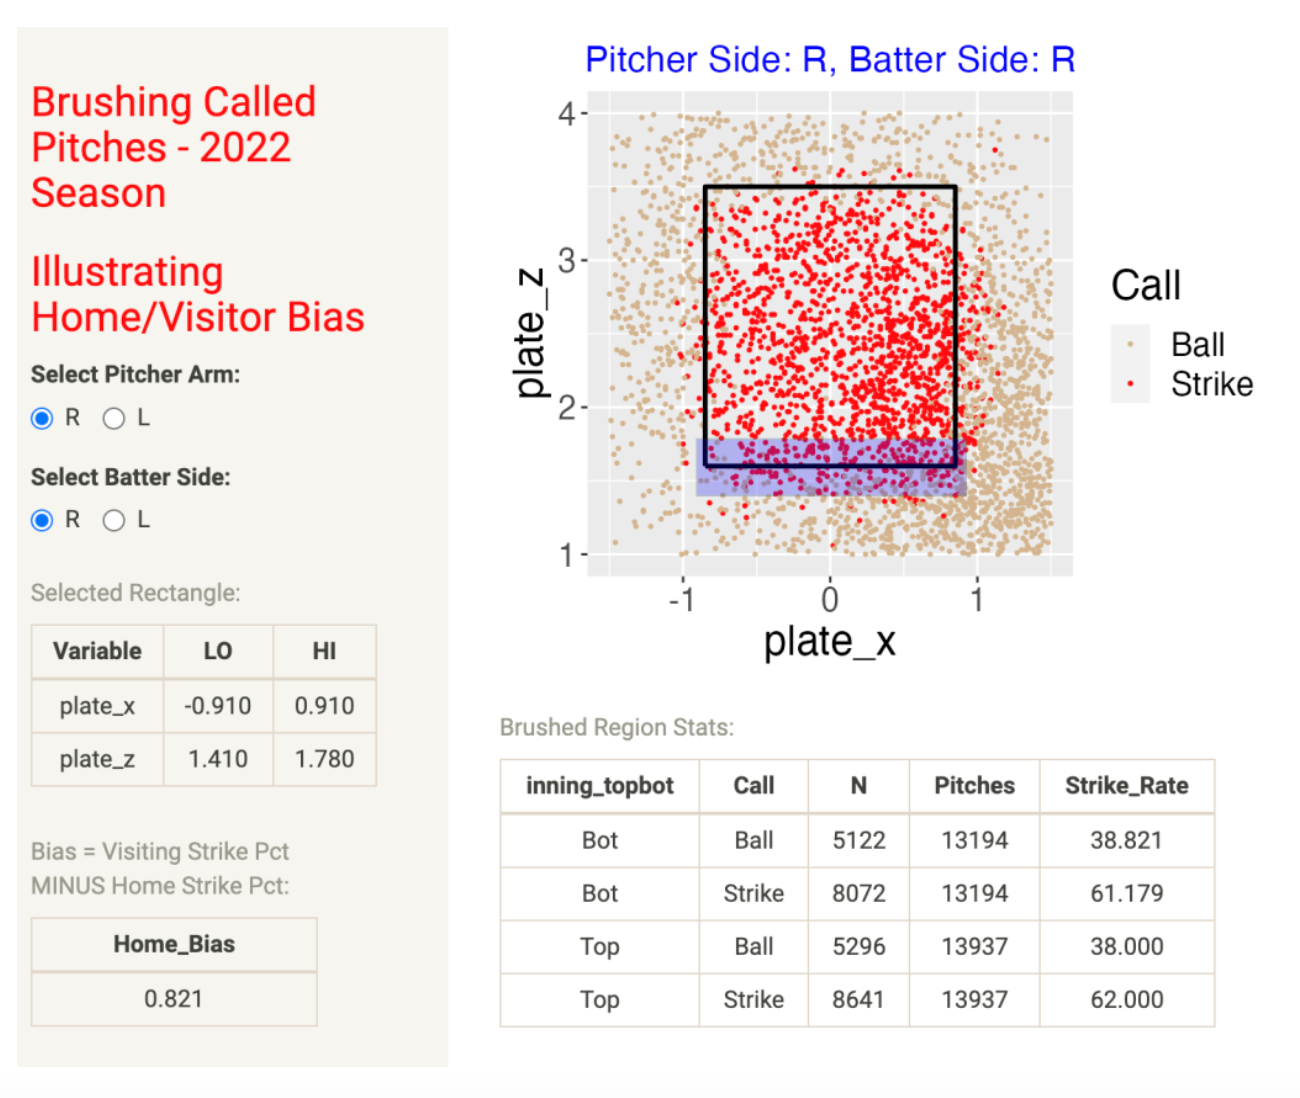 Brushing Called
Pitches - 2022
Season
Illustrating
Home/Visitor Bias
Select Pitcher Arm:
R L
Select Batter Side:
R L
Selected Rectangle:
Variable LO HI
plate_x -0.910 0.910
plate_z 1.410 1.780
Bias = Visiting Strike Pct
MINUS Home Strike Pct:
Home_Bias
0.821
Pitcher Side: R, Batter Side: R
4
3
2
1
plate_z
-1 0 1
plate_x
Call
Ball
Strike
Brushed Region Stats:
inning_topbot Call N Pitches Strike_Rate
Bot Ball 5122 13194 38.821
Bot Strike 8072 13194 61.179
Top Ball 5296 13937 38.000
Top Strike 8641 13937 62.000